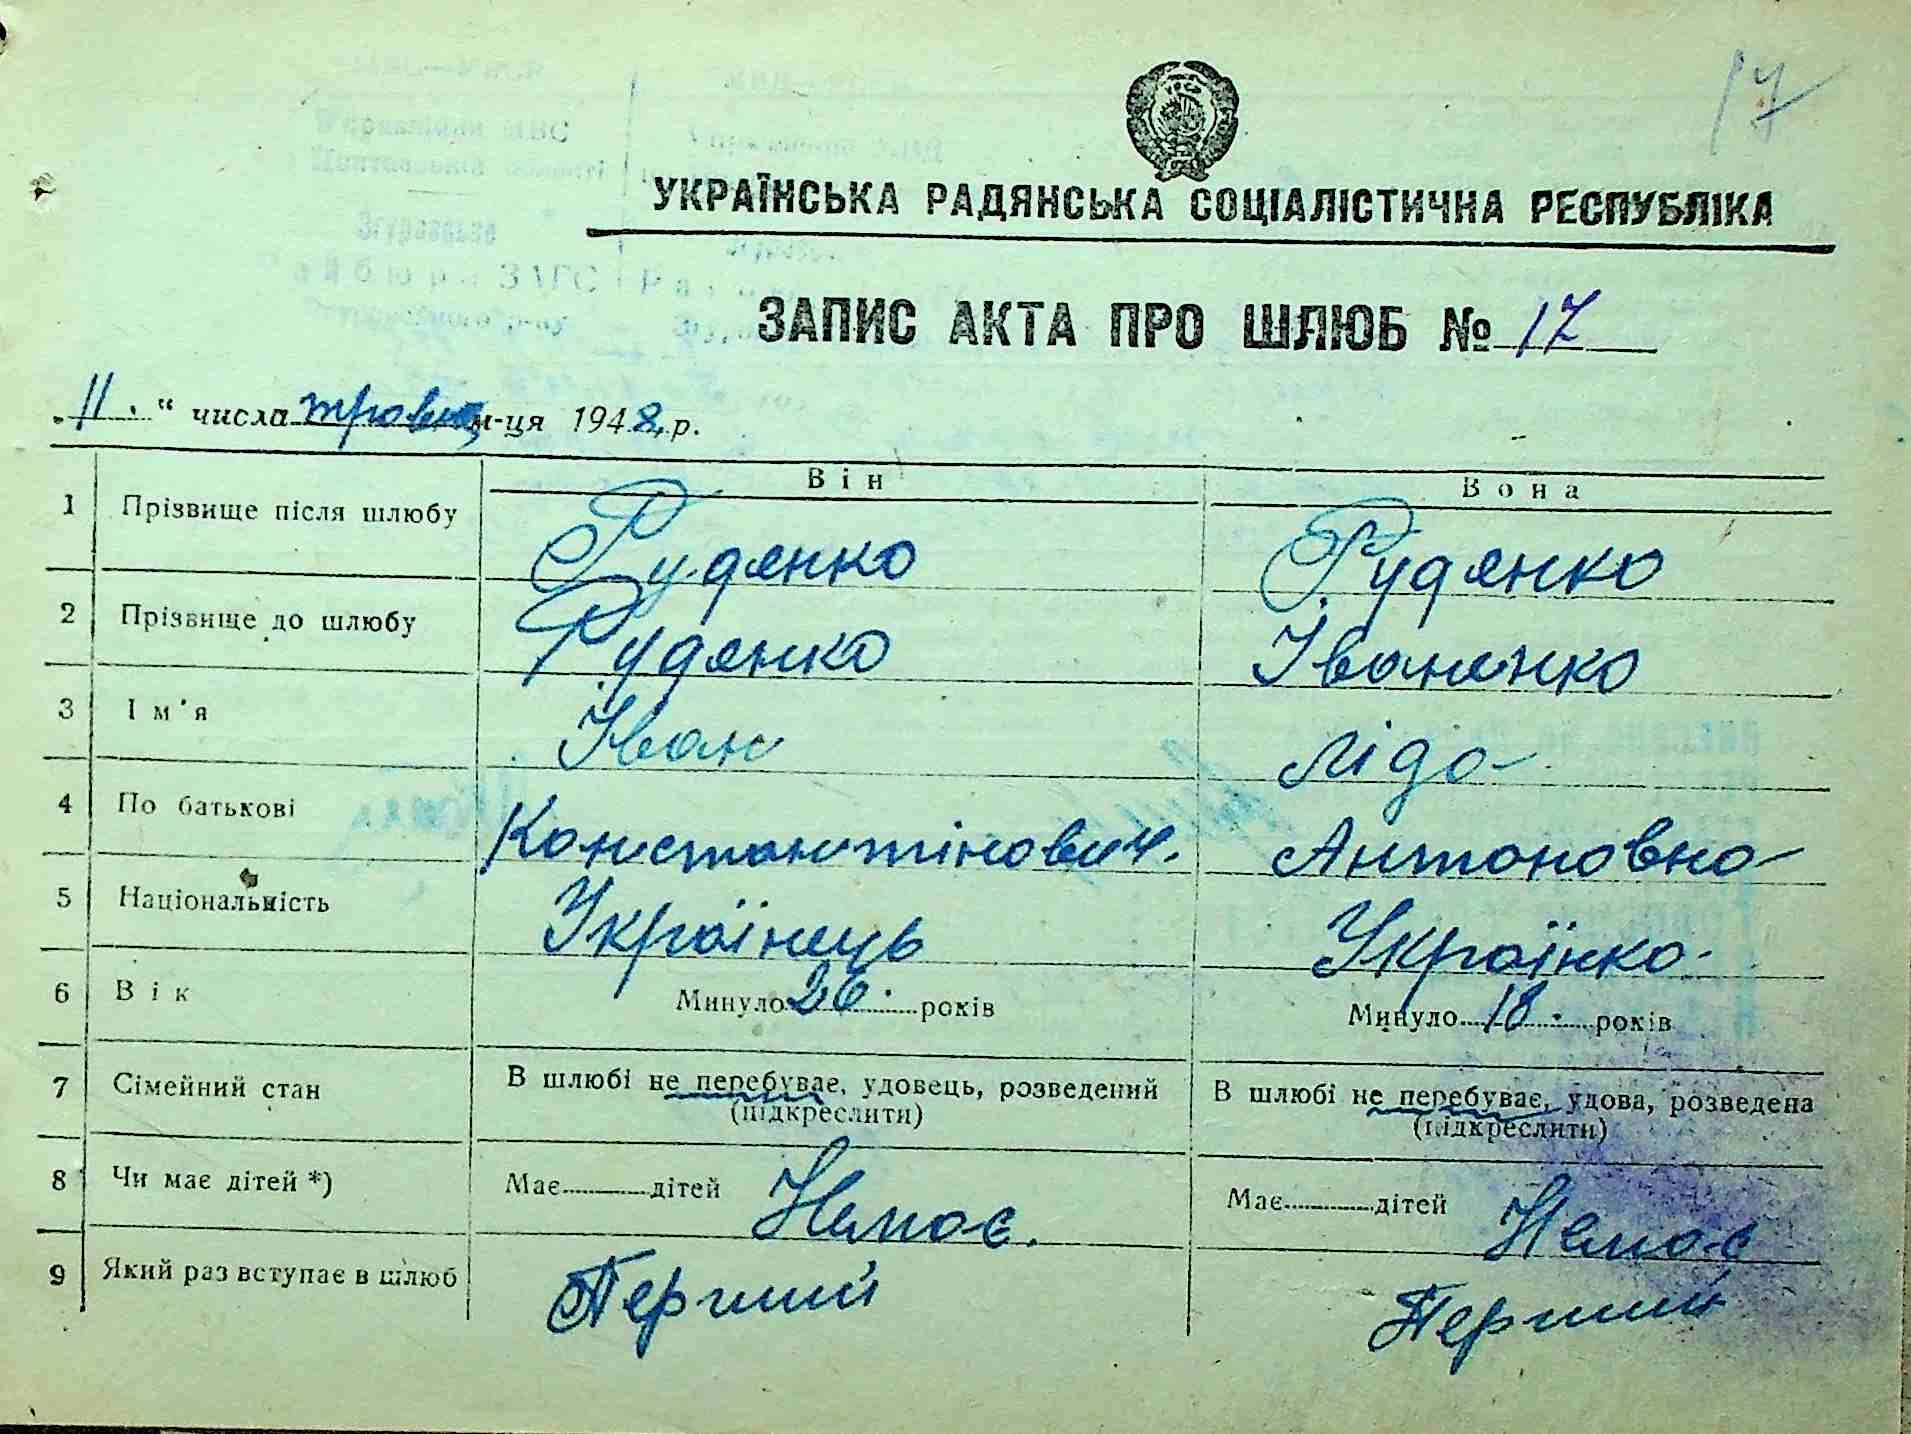 17
УКРАЇНСЬКА РАДЯНСЬКА СОЦІАЛІСТИЧНА РЕСПУБЛІКА
ЗАПИС АКТА ПРО ШЛЮБ № 17
„11.“ числа травня м-ця 1948 р.
Він Вона
1 Прізвище після шлюбу Руденко Руденко
2 Прізвище до шлюбу Руденко Іваненко
3 Ім'я Іван Ліда
4 По батькові Константінович. Антоновна
5 Національність Українець Українка.
6 Вік Минуло 26. років Минуло 18. років
7 Сімейний стан В шлюбі не перебуває, удовець, розведений В шлюбі не перебуває, удова, розведена
(підкреслити) (підкреслити)
8 Чи має дітей *) Має дітей Немає. Має дітей Немає
9 Який раз вступає в шлюб Перший Перший